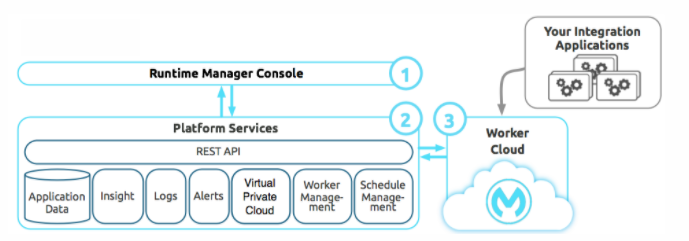 Your Integration
Applications
Runtime Manager Console
1
Platform Services
2
3
Worker
Cloud
REST API
Application
Data
Insight
Logs
Alerts
Virtual
Private
Cloud
Worker
Manage-
ment
Schedule
Manage-
ment